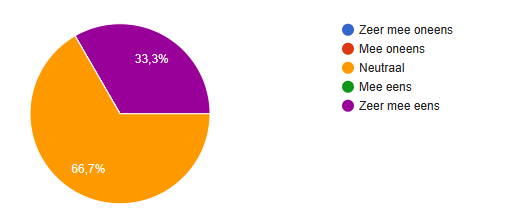 33,3%
66,7%
Zeer mee oneens
Mee oneens
Neutraal
Mee eens
Zeer mee eens